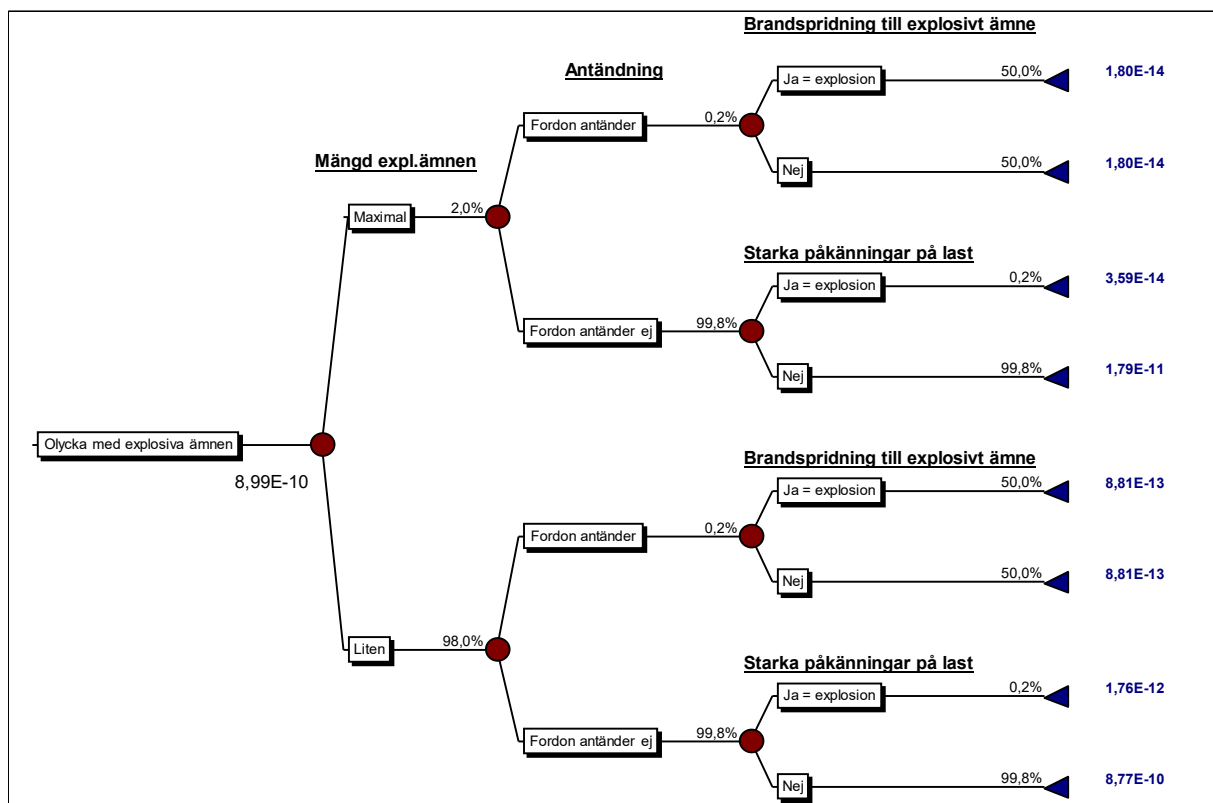 Brandspridning till explosivt ämne
Antändning
Ja = explosion 50,0% 1,80E-14
Fordon antänder 0,2%
Mängd expl.ämnen
Nej 50,0% 1,80E-14
Maximal 2,0%
Starka påkänningar på last
Ja = explosion 0,2% 3,59E-14
Fordon antänder ej 99,8%
Nej 99,8% 1,79E-11
Olycka med explosiva ämnen
8,99E-10
Brandspridning till explosivt ämne
Ja = explosion 50,0% 8,81E-13
Fordon antänder 0,2%
Nej 50,0% 8,81E-13
Liten 98,0%
Starka påkänningar på last
Ja = explosion 0,2% 1,76E-12
Fordon antänder ej 99,8%
Nej 99,8% 8,77E-10